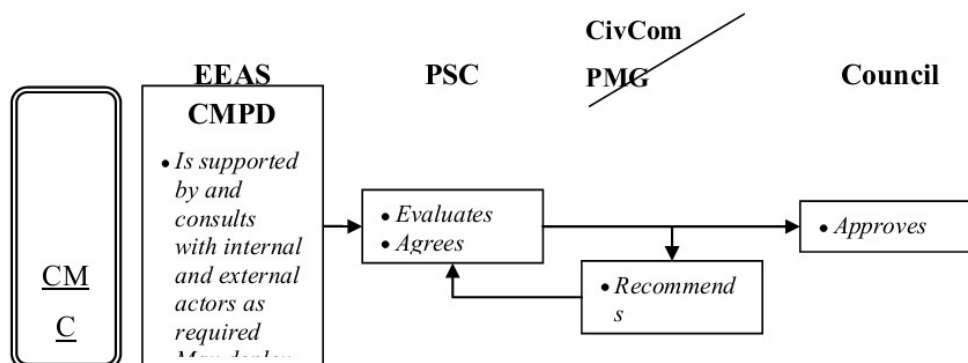 CivCom
PMG
EEAS
PSC
Council
CMPD
• Is supported
by and
consults
with internal
and external
actors as
required
• Evaluates
• Agrees
• Approves
• Recommend
s
CM
C